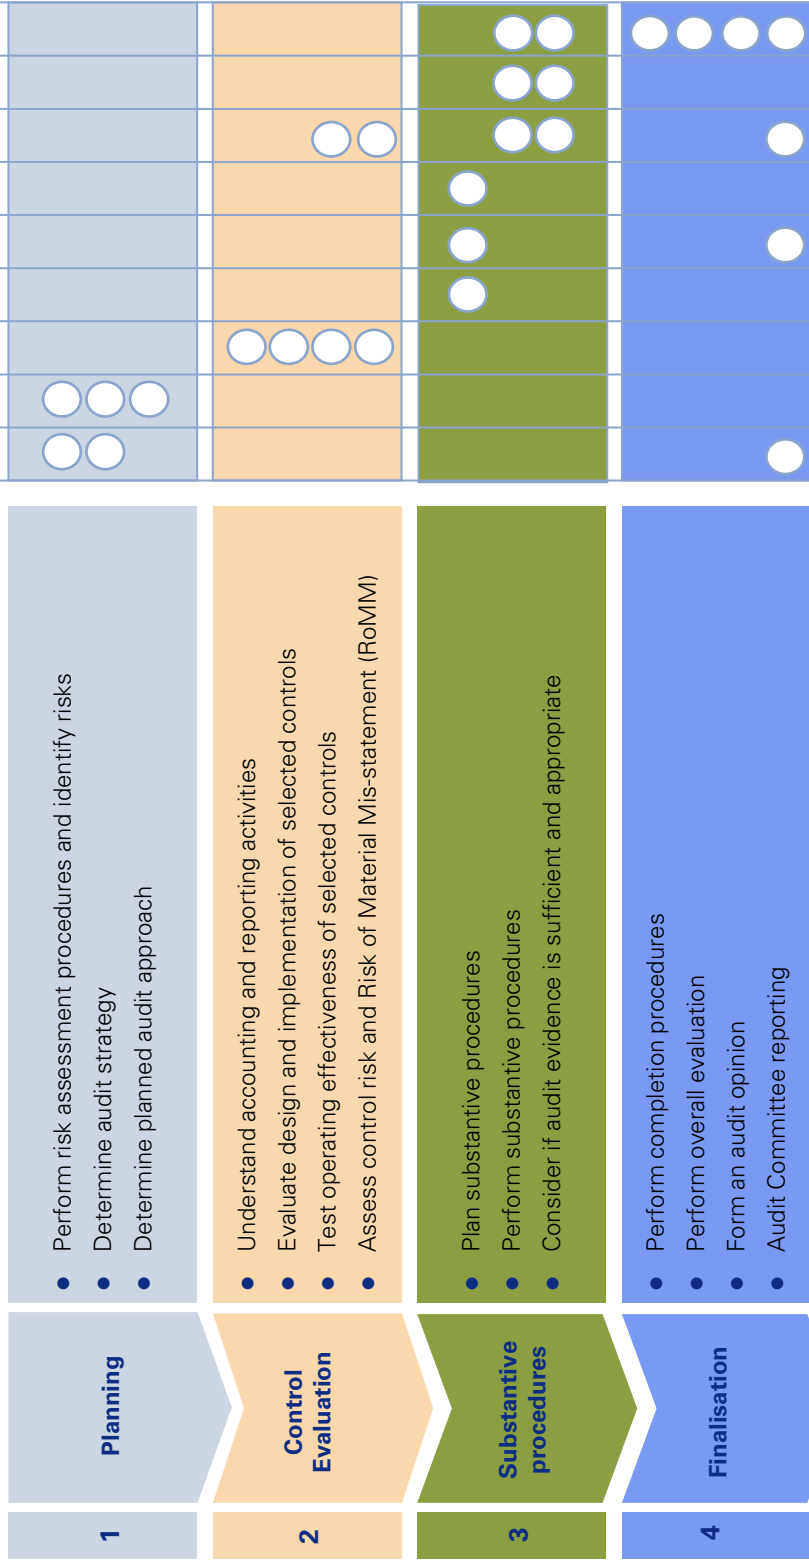 1
Planning
Perform risk assessment procedures and identify risks
Determine audit strategy
Determine planned audit approach
2
Control
Evaluation
Understand accounting and reporting activities
Evaluate design and implementation of selected controls
Test operating effectiveness of selected controls
Assess control risk and Risk of Material Mis-statement (RoMM)
3
Substantive
procedures
Plan substantive procedures
Perform substantive procedures
Consider if audit evidence is sufficient and appropriate
4
Finalisation
Perform completion procedures
Perform overall evaluation
Form an audit opinion
Audit Committee reporting